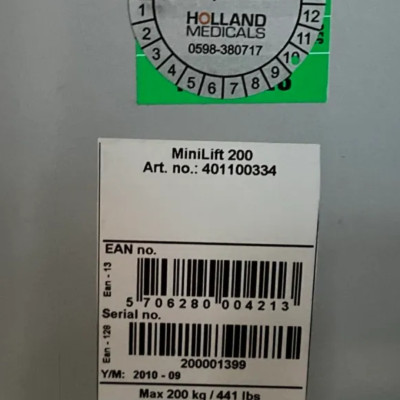 HOLLAND
MEDICALS
0598-380717
1 2 3 4 5 6 7 8 9 10 11 12
MiniLift 200
Art. no.: 401100334
EAN no.
Ean - 13
5 706280 004213
Serial no.
Ean - 128
200001399
Y/M: 2010 - 09
Max 200 kg / 441 lbs